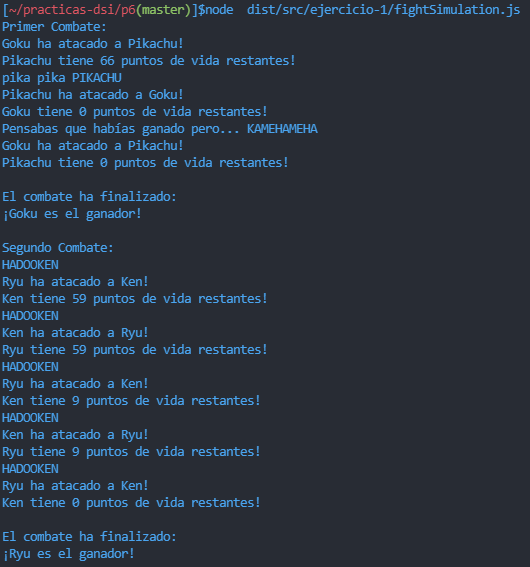 [~/practicas-dsi/p6(master)]$node  dist/src/ejercicio-1/fightSimulation.js
Primer Combate:
Goku ha atacado a Pikachu!
Pikachu tiene 66 puntos de vida restantes!
pika pika PIKACHU
Pikachu ha atacado a Goku!
Goku tiene 0 puntos de vida restantes!
Pensabas que habías ganado pero... KAMEHAMEHA
Goku ha atacado a Pikachu!
Pikachu tiene 0 puntos de vida restantes!

El combate ha finalizado:
¡Goku es el ganador!

Segundo Combate:
HADOOKEN
Ryu ha atacado a Ken!
Ken tiene 59 puntos de vida restantes!
HADOOKEN
Ken ha atacado a Ryu!
Ryu tiene 59 puntos de vida restantes!
HADOOKEN
Ryu ha atacado a Ken!
Ken tiene 9 puntos de vida restantes!
HADOOKEN
Ken ha atacado a Ryu!
Ryu tiene 9 puntos de vida restantes!
HADOOKEN
Ryu ha atacado a Ken!
Ken tiene 0 puntos de vida restantes!

El combate ha finalizado:
¡Ryu es el ganador!